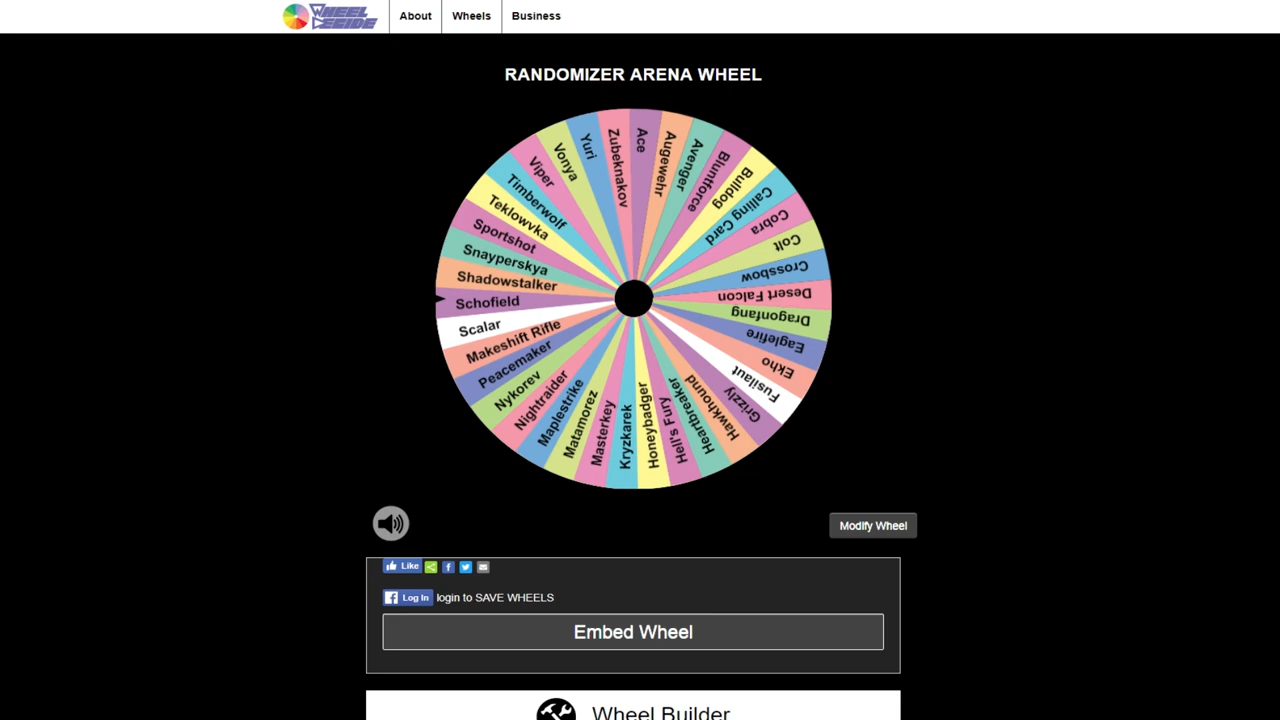 WHEEL
DECIDE
About
Wheels
Business
RANDOMIZER ARENA WHEEL
Ace
Augewehr
Avenger
Bluntforce
Bulldog
Calling Card
Cobra
Colt
Crossbow
Desert Falcon
Dragonfang
Eaglefire
Ekho
Fusilaut
Grizzly
Hawkhound
Heartbreaker
Hell's Fury
Honeybadger
Kryzkarek
Masterkey
Matamorez
Maplestrike
Nightraider
Nykorev
Peacemaker
Makeshift Rifle
Scalar
Schofield
Shadowstalker
Snayperskya
Sportshot
Teklowvka
Timberwolf
Viper
Vonya
Yuri
Zubeknakov
Modify Wheel
Like
Log In login to SAVE WHEELS
Embed Wheel
Wheel Builder